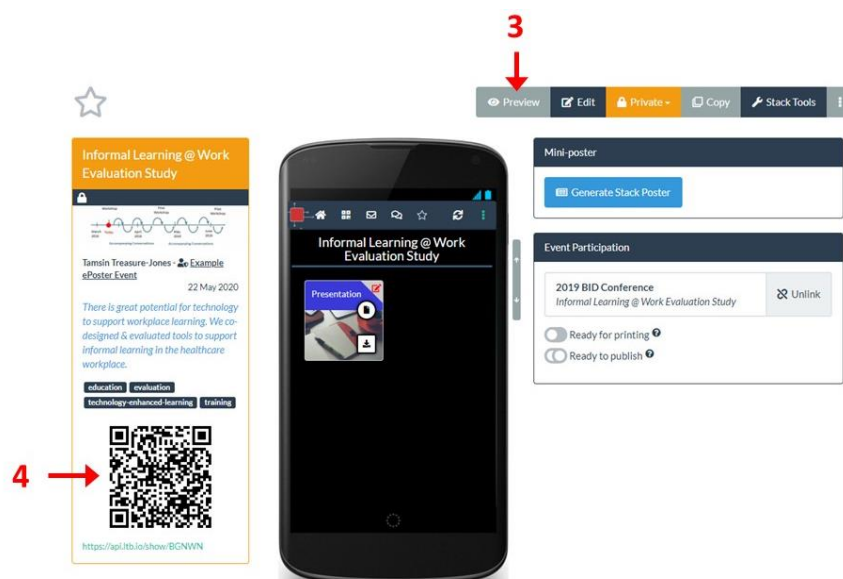 3
Preview
Edit
Private
Copy
Stack Tools
Informal Learning @ Work
Evaluation Study
Workshop
Tamsin Treasure-Jones - Example
ePoster Event
22 May 2020
There is great potential for technology
to support workplace learning. We co-
designed & evaluated tools to support
informal learning in the healthcare
workplace.
education evaluation
technology-enhanced-learning training
4
https://api.ltb.io/show/BGNWN
Informal Learning @ Work
Evaluation Study
Presentation
Mini-poster
Generate Stack Poster
Event Participation
2019 BID Conference
Informal Learning @ Work Evaluation Study
Unlink
Ready for printing
Ready to publish